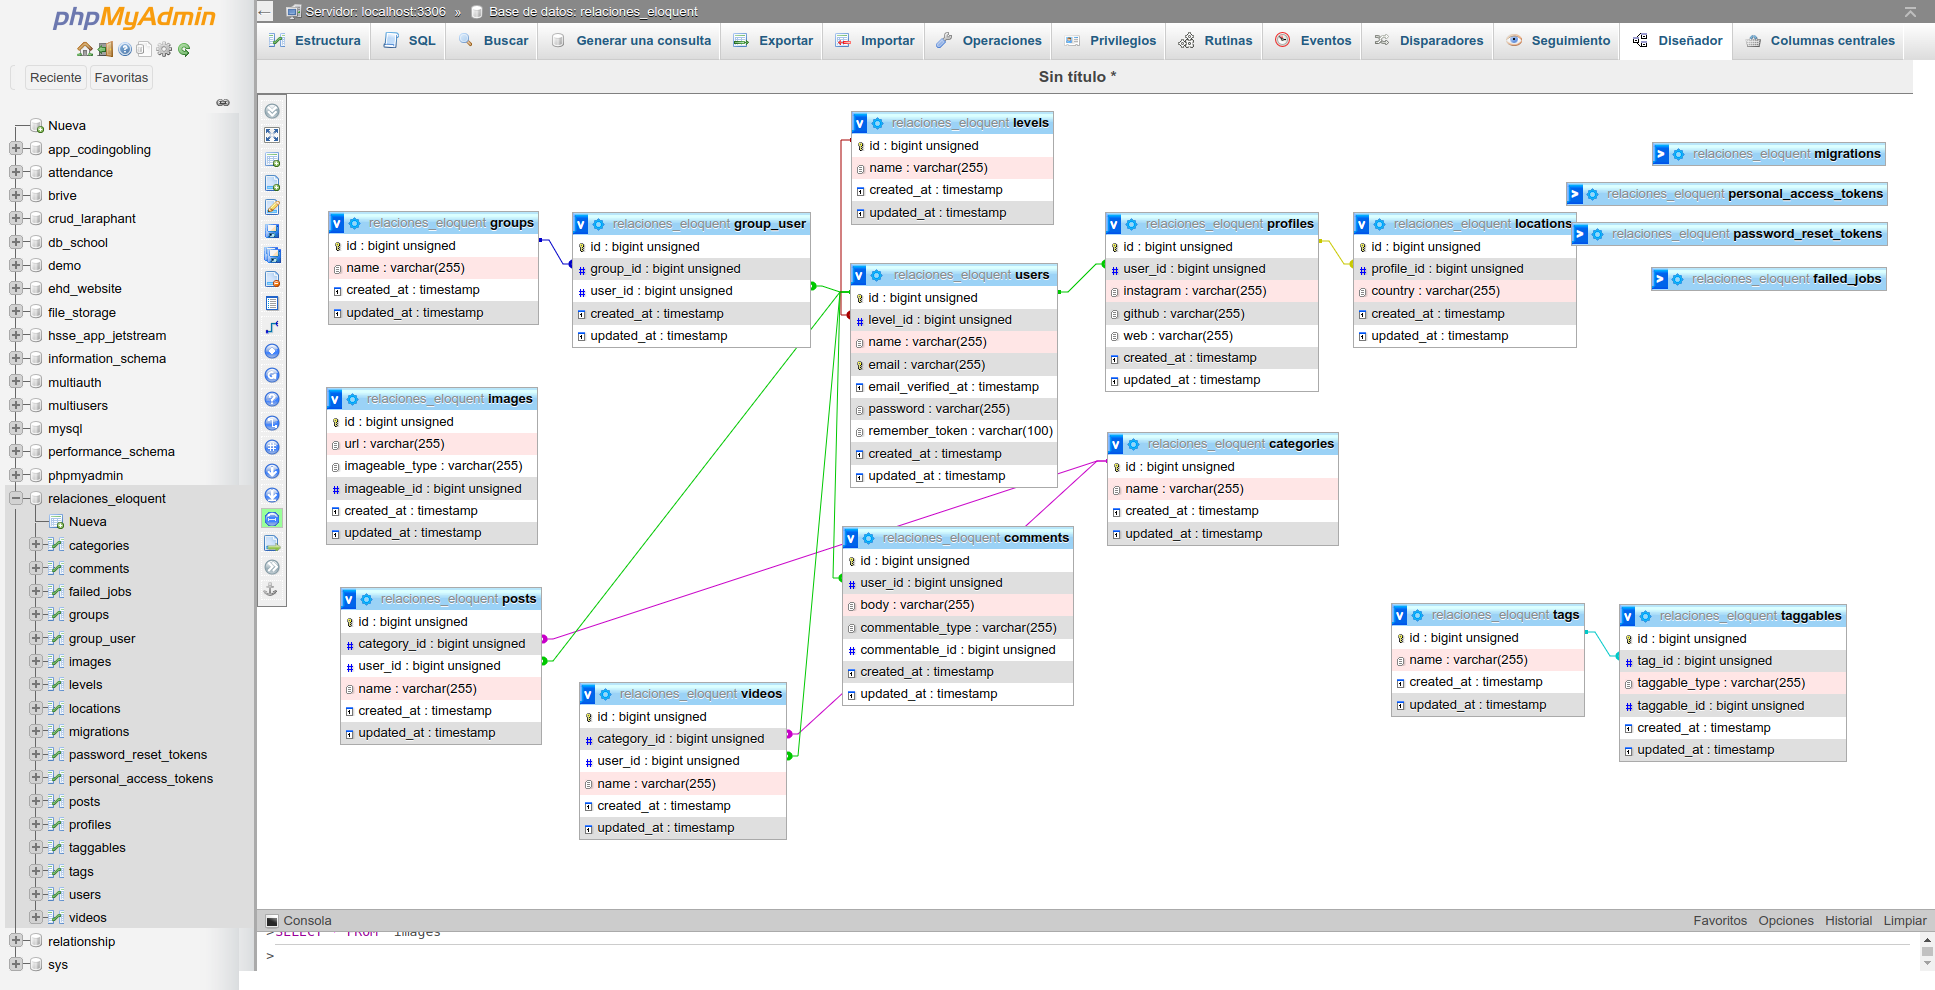 phpMyAdmin
Reciente Favoritas
Nueva
app_codingobling
attendance
brive
crud_laraphant
db_school
demo
ehd_website
file_storage
hsse_app_jetstream
information_schema
multiauth
multiusers
mysql
performance_schema
phpmyadmin
relaciones_eloquent
Nueva
categories
comments
failed_jobs
groups
group_user
images
levels
locations
migrations
password_reset_tokens
personal_access_tokens
posts
profiles
taggables
tags
users
videos
relationship
sys
Servidor: localhost:3306 » Base de datos: relaciones_eloquent
Estructura SQL Buscar Generar una consulta Exportar Importar Operaciones Privilegios Rutinas Eventos Disparadores Seguimiento Diseñador Columnas centrales
Sin título *
v relaciones_eloquent levels
id : bigint unsigned
name : varchar(255)
created_at : timestamp
updated_at : timestamp
> relaciones_eloquent migrations
> relaciones_eloquent personal_access_tokens
> relaciones_eloquent password_reset_tokens
> relaciones_eloquent failed_jobs
v relaciones_eloquent groups
id : bigint unsigned
name : varchar(255)
created_at : timestamp
updated_at : timestamp
v relaciones_eloquent group_user
id : bigint unsigned
# group_id : bigint unsigned
# user_id : bigint unsigned
created_at : timestamp
updated_at : timestamp
v relaciones_eloquent users
id : bigint unsigned
# level_id : bigint unsigned
name : varchar(255)
email : varchar(255)
email_verified_at : timestamp
password : varchar(255)
remember_token : varchar(100)
created_at : timestamp
updated_at : timestamp
v relaciones_eloquent profiles
id : bigint unsigned
# user_id : bigint unsigned
instagram : varchar(255)
github : varchar(255)
web : varchar(255)
created_at : timestamp
updated_at : timestamp
v relaciones_eloquent locations
id : bigint unsigned
# profile_id : bigint unsigned
country : varchar(255)
created_at : timestamp
updated_at : timestamp
v relaciones_eloquent images
id : bigint unsigned
url : varchar(255)
imageable_type : varchar(255)
# imageable_id : bigint unsigned
created_at : timestamp
updated_at : timestamp
v relaciones_eloquent categories
id : bigint unsigned
name : varchar(255)
created_at : timestamp
updated_at : timestamp
v relaciones_eloquent comments
id : bigint unsigned
# user_id : bigint unsigned
body : varchar(255)
commentable_type : varchar(255)
# commentable_id : bigint unsigned
created_at : timestamp
updated_at : timestamp
v relaciones_eloquent posts
id : bigint unsigned
# category_id : bigint unsigned
# user_id : bigint unsigned
name : varchar(255)
created_at : timestamp
updated_at : timestamp
v relaciones_eloquent videos
id : bigint unsigned
# category_id : bigint unsigned
# user_id : bigint unsigned
name : varchar(255)
created_at : timestamp
updated_at : timestamp
v relaciones_eloquent tags
id : bigint unsigned
name : varchar(255)
created_at : timestamp
updated_at : timestamp
v relaciones_eloquent taggables
id : bigint unsigned
# tag_id : bigint unsigned
taggable_type : varchar(255)
# taggable_id : bigint unsigned
created_at : timestamp
updated_at : timestamp
Consola Favoritos Opciones Historial Limpiar
>SELECT * FROM `images`
>